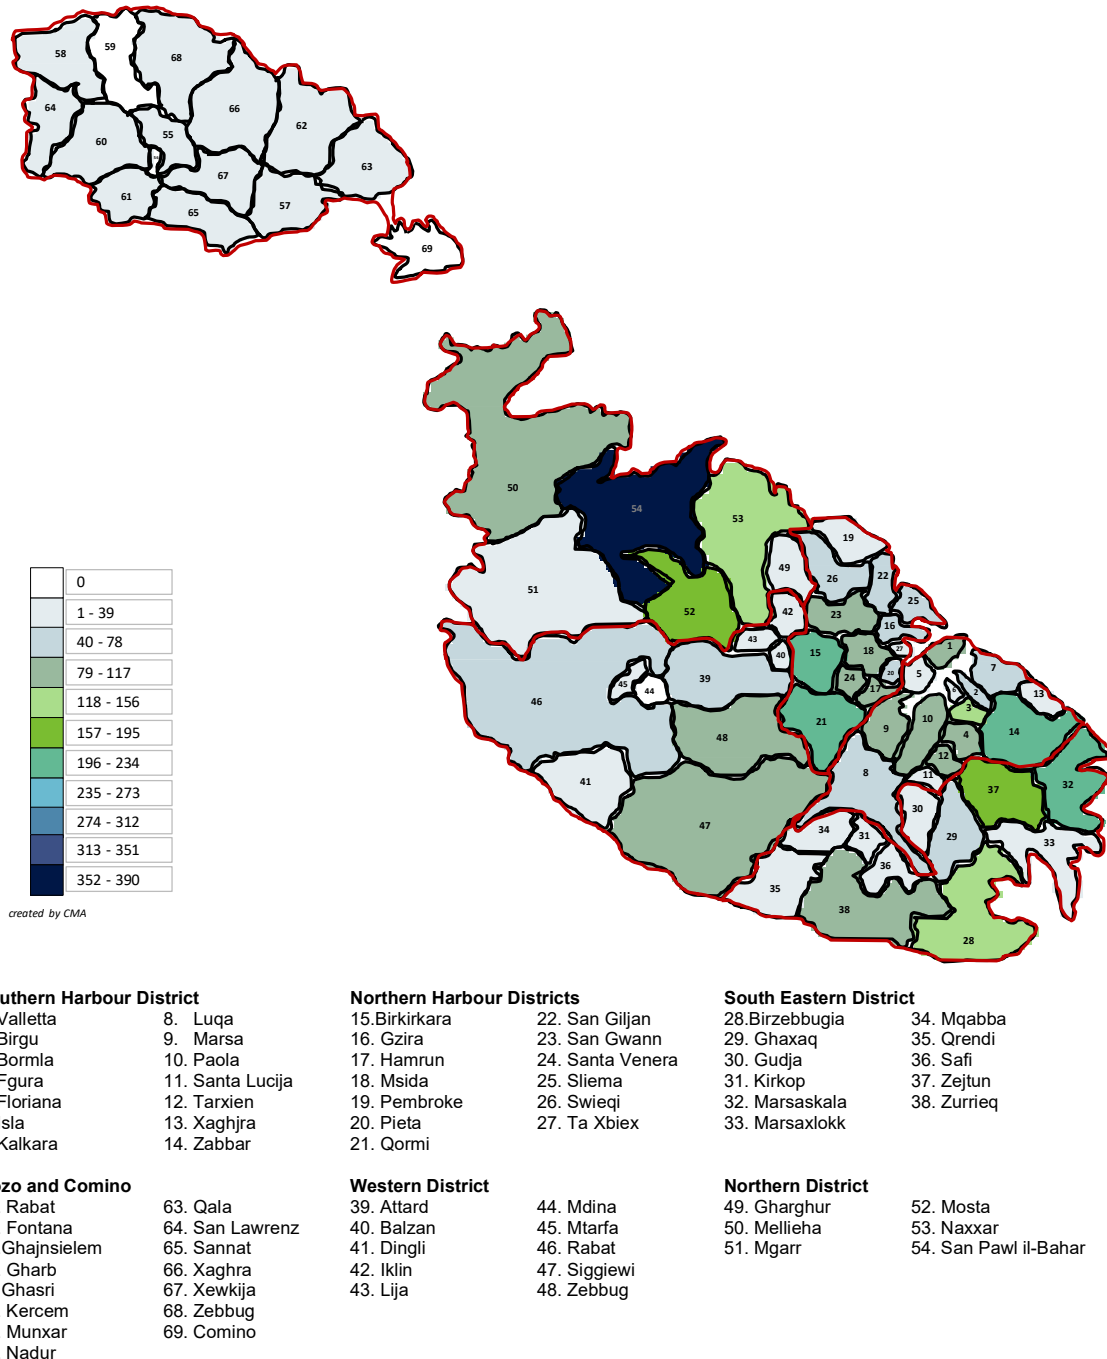 59
58
68
64
66
55
62
60
63
67
61
65
57
69
50
54
53
19
49
26
22
51
25
52
42
23
16
43
18
27
1
15
40
5
7
45
44
39
24
20
6
2
13
46
17
3
21
9
10
4
14
48
12
41
8
11
37
32
30
47
34
31
29
33
36
35
38
28
0
1 - 39
40 - 78
79 - 117
118 - 156
157 - 195
196 - 234
235 - 273
274 - 312
313 - 351
352 - 390
created by CMA
uthern Harbour District
Valletta
Birgu
Bormla
Fgura
Floriana
sla
Kalkara
8. Luqa
9. Marsa
10. Paola
11. Santa Lucija
12. Tarxien
13. Xaghjra
14. Zabbar
Northern Harbour Districts
15.Birkirkara
16. Gzira
17. Hamrun
18. Msida
19. Pembroke
20. Pieta
21. Qormi
22. San Giljan
23. San Gwann
24. Santa Venera
25. Sliema
26. Swieqi
27. Ta Xbiex
South Eastern District
28.Birzebbugia
29. Ghaxaq
30. Gudja
31. Kirkop
32. Marsaskala
33. Marsaxlokk
34. Mqabba
35. Qrendi
36. Safi
37. Zejtun
38. Zurrieq
ozo and Comino
. Rabat
. Fontana
Ghajnsielem
. Gharb
Ghasri
. Kercem
. Munxar
. Nadur
63. Qala
64. San Lawrenz
65. Sannat
66. Xaghra
67. Xewkija
68. Zebbug
69. Comino
Western District
39. Attard
40. Balzan
41. Dingli
42. Iklin
43. Lija
44. Mdina
45. Mtarfa
46. Rabat
47. Siggiewi
48. Zebbug
Northern District
49. Gharghur
50. Mellieha
51. Mgarr
52. Mosta
53. Naxxar
54. San Pawl il-Bahar